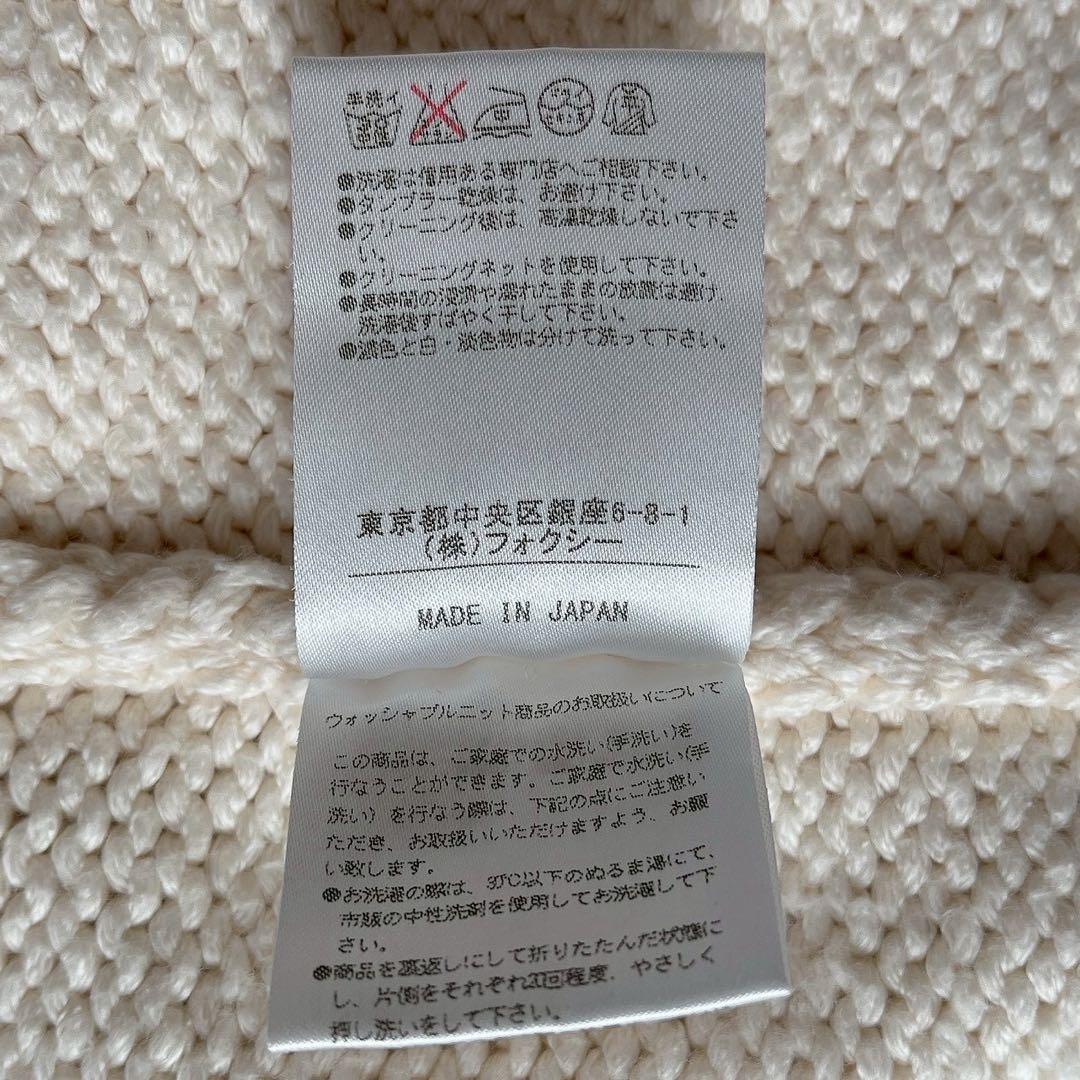 手洗イ
●洗濯は信用ある専門店へご相談下さい。
●タンブラー乾燥は お避け下さい。
●クリーニング後は、高温乾燥しないで下さ
い。
●クリーニングネットを使用して下さい。
●長時間の浸漬や濡れたままの放置は避け、
洗濯後すばやく干して下さい。
●濃色と白・淡色物は分けて洗って下さい。
東京都中央区銀座6-8-1
(株)フォクシー
MADE IN JAPAN
ウォッシャブルニット商品のお取扱いについて
この商品は、ご家庭での水洗い(手洗い)を
行なうことができます。ご家庭で水洗い(手
洗い)を行なう際は、下記の点にご注意い
ただき、お取扱いいただけますよう、お願
い致します。
●お洗濯の際は、30℃以下のぬるま湯にて、
市販の中性洗剤を使用してお洗濯して下
さい。
●商品を裏返しにして折りたたんだ状態に
し、片側をそれぞれ 程度、やさしく
押し洗いをして下さい。